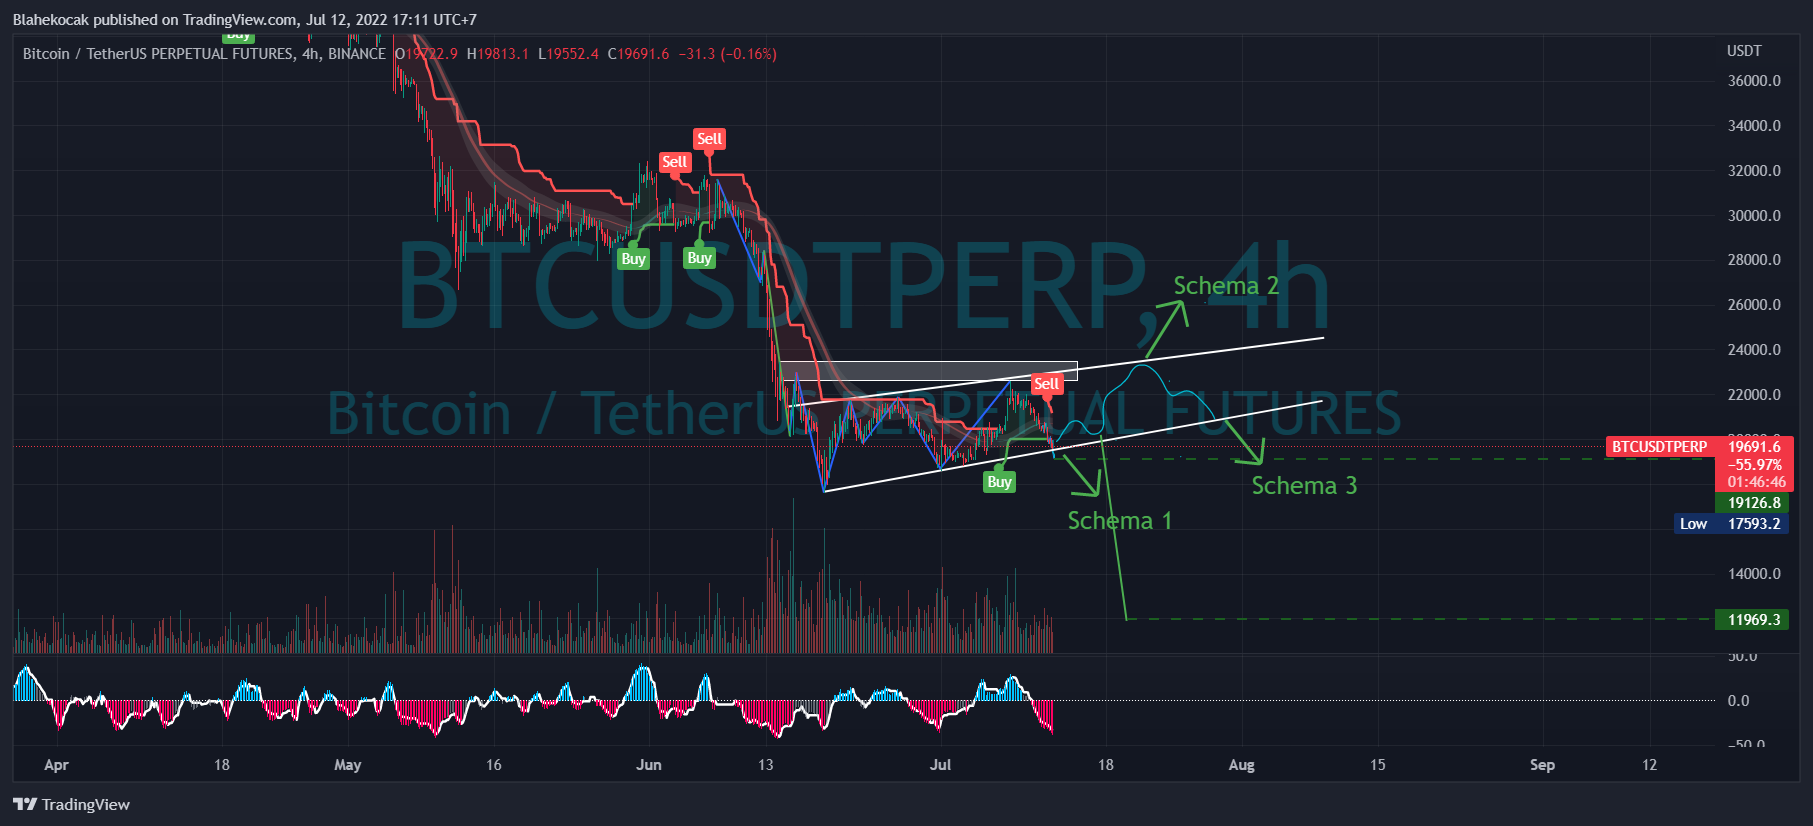 Blahekocak published on TradingView.com, Jul 12, 2022 17:11 UTC+7
Buy
Bitcoin / TetherUS PERPETUAL FUTURES, 4h, BINANCE O19722.9 H19813.1 L19552.4 C19691.6 −31.3 (−0.16%)
USDT
36000.0
34000.0
32000.0
30000.0
28000.0
26000.0
24000.0
22000.0
BTCUSDTPERP, 4h
Bitcoin / TetherUS PERPETUAL FUTURES
Sell
Sell
Buy
Buy
Schema 2
Sell
Buy
Schema 3
Schema 1
BTCUSDTPERP 19691.6
−55.97%
01:46:46
19126.8
Low 17593.2
14000.0
11969.3
50.0
0.0
−50.0
Apr 18 May 16 Jun 13 Jul 18 Aug 15 Sep 12
TradingView